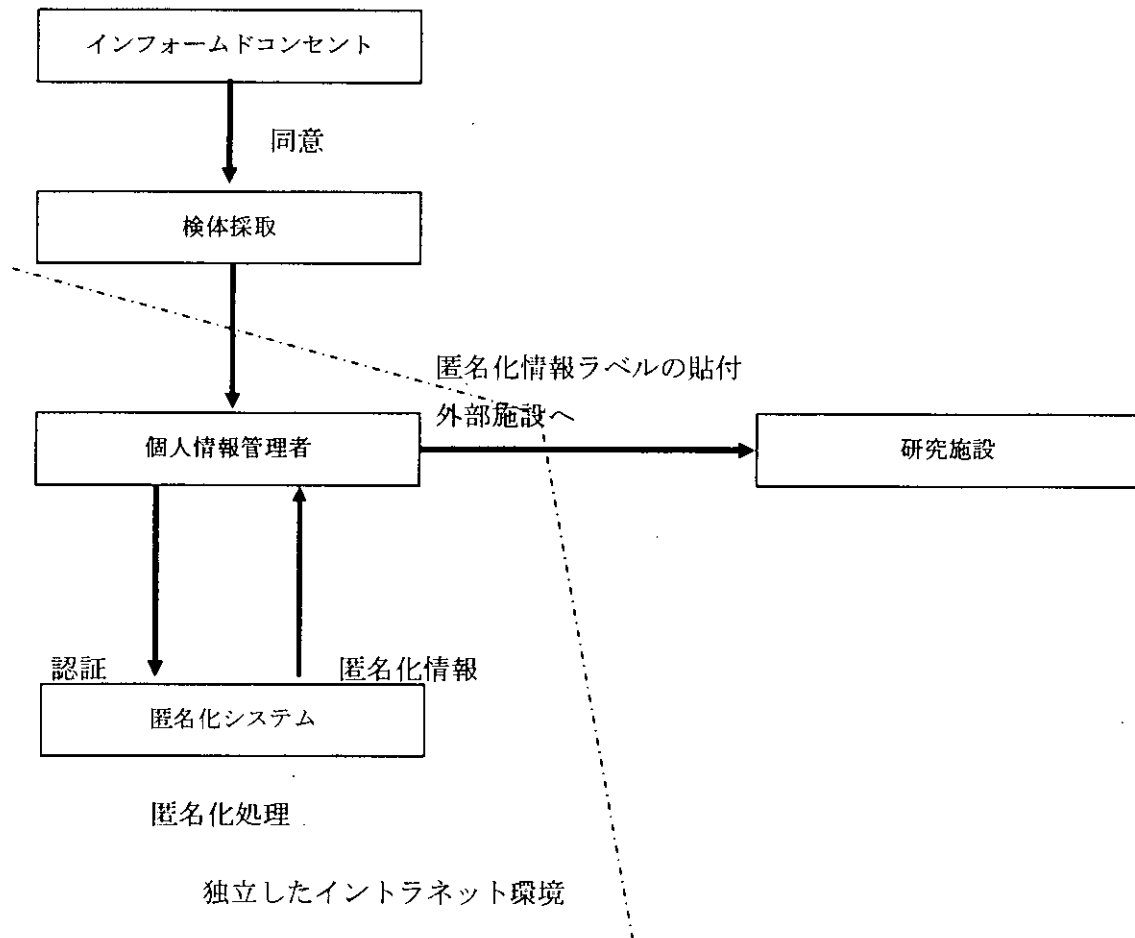 インフォームドコンセント
同意
検体採取
匿名化情報ラベルの貼付
外部施設へ
個人情報管理者
研究施設
認証
匿名化情報
匿名化システム
匿名化処理
独立したイントラネット環境